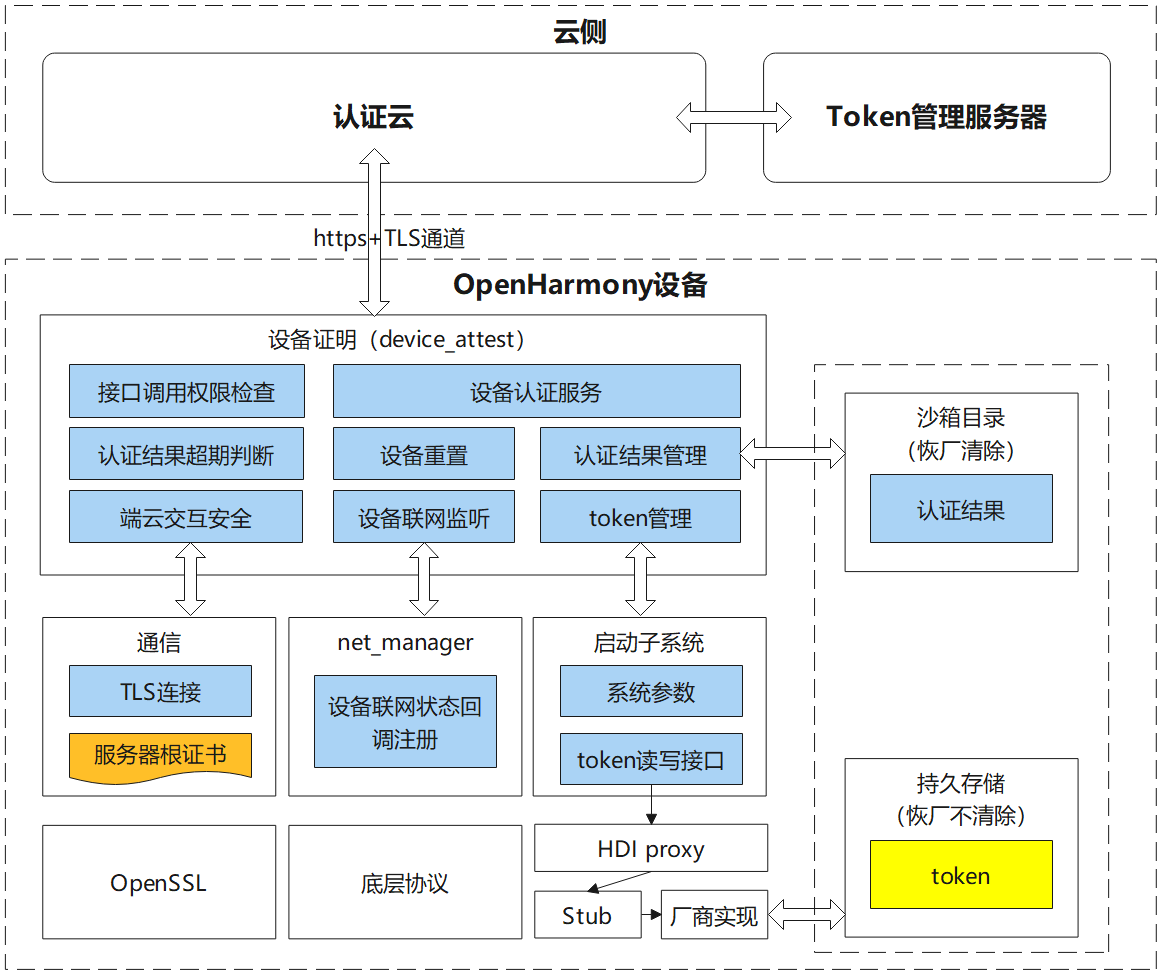 云侧
认证云
Token管理服务器
https+TLS通道
OpenHarmony设备
设备证明（device_attest）
接口调用权限检查
设备认证服务
认证结果超期判断
设备重置
认证结果管理
端云交互安全
设备联网监听
token管理
沙箱目录
（恢厂清除）
认证结果
通信
TLS连接
服务器根证书
net_manager
设备联网状态回
调注册
启动子系统
系统参数
token读写接口
持久存储
（恢厂不清除）
token
OpenSSL
底层协议
HDI proxy
Stub
厂商实现